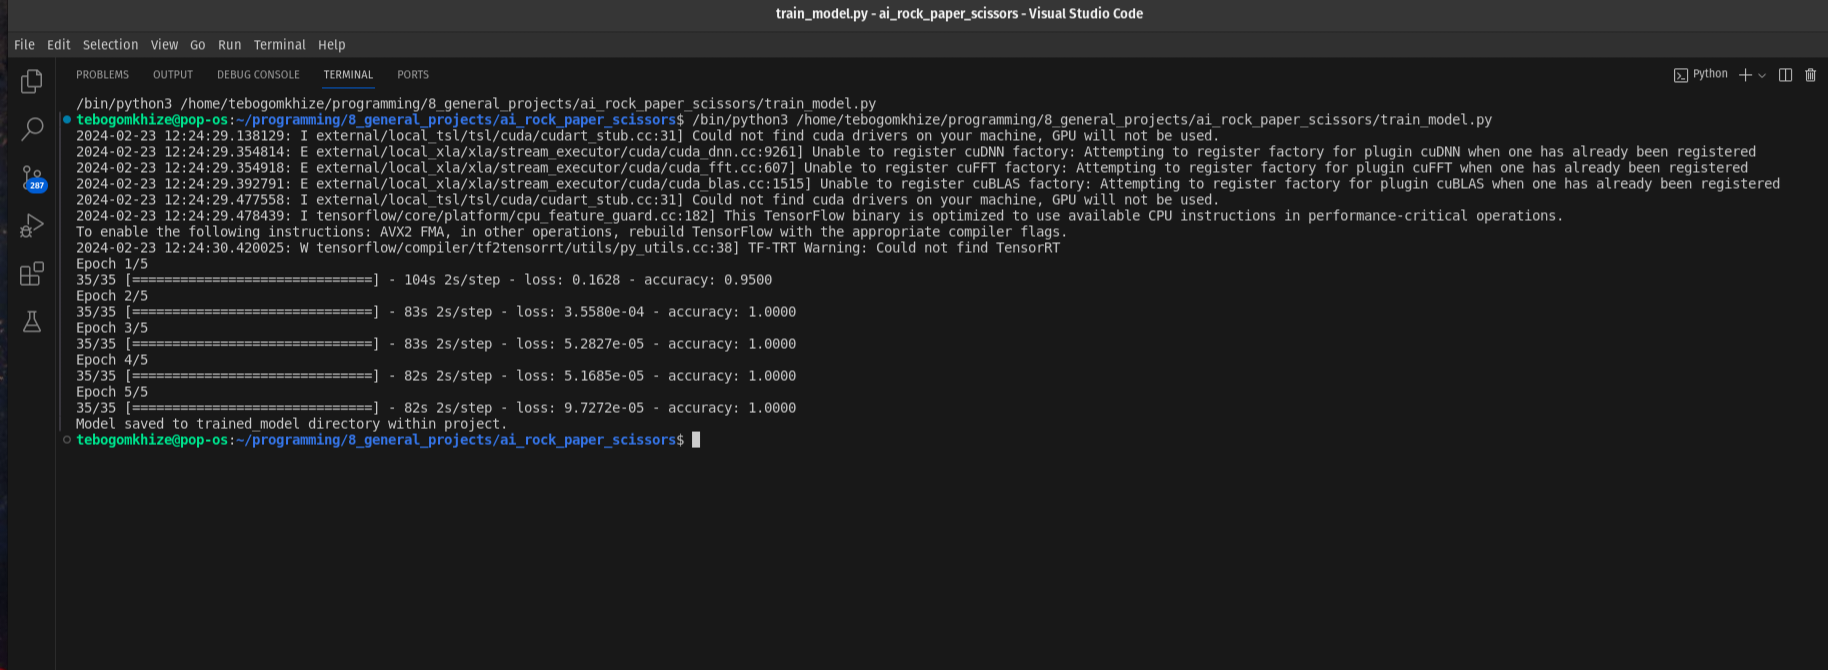 train_model.py - ai_rock_paper_scissors - Visual Studio Code
File Edit Selection View Go Run Terminal Help
PROBLEMS OUTPUT DEBUG CONSOLE TERMINAL PORTS Python
/bin/python3 /home/tebogomkhize/programming/8_general_projects/ai_rock_paper_scissors/train_model.py
tebogomkhize@pop-os:~/programming/8_general_projects/ai_rock_paper_scissors$ /bin/python3 /home/tebogomkhize/programming/8_general_projects/ai_rock_paper_scissors/train_model.py
2024-02-23 12:24:29.138129: I external/local_tsl/tsl/cuda/cudart_stub.cc:31] Could not find cuda drivers on your machine, GPU will not be used.
2024-02-23 12:24:29.354814: E external/local_xla/xla/stream_executor/cuda/cuda_dnn.cc:9261] Unable to register cuDNN factory: Attempting to register factory for plugin cuDNN when one has already been registered
2024-02-23 12:24:29.354918: E external/local_xla/xla/stream_executor/cuda/cuda_fft.cc:607] Unable to register cuFFT factory: Attempting to register factory for plugin cuFFT when one has already been registered
2024-02-23 12:24:29.392791: E external/local_xla/xla/stream_executor/cuda/cuda_blas.cc:1515] Unable to register cuBLAS factory: Attempting to register factory for plugin cuBLAS when one has already been registered
2024-02-23 12:24:29.477558: I external/local_tsl/tsl/cuda/cudart_stub.cc:31] Could not find cuda drivers on your machine, GPU will not be used.
2024-02-23 12:24:29.478439: I tensorflow/core/platform/cpu_feature_guard.cc:182] This TensorFlow binary is optimized to use available CPU instructions in performance-critical operations.
To enable the following instructions: AVX2 FMA, in other operations, rebuild TensorFlow with the appropriate compiler flags.
2024-02-23 12:24:30.420025: W tensorflow/compiler/tf2tensorrt/utils/py_utils.cc:38] TF-TRT Warning: Could not find TensorRT
Epoch 1/5
35/35 [==============================] - 104s 2s/step - loss: 0.1628 - accuracy: 0.9500
Epoch 2/5
35/35 [==============================] - 83s 2s/step - loss: 3.5580e-04 - accuracy: 1.0000
Epoch 3/5
35/35 [==============================] - 83s 2s/step - loss: 5.2827e-05 - accuracy: 1.0000
Epoch 4/5
35/35 [==============================] - 82s 2s/step - loss: 5.1685e-05 - accuracy: 1.0000
Epoch 5/5
35/35 [==============================] - 82s 2s/step - loss: 9.7272e-05 - accuracy: 1.0000
Model saved to trained_model directory within project.
tebogomkhize@pop-os:~/programming/8_general_projects/ai_rock_paper_scissors$
287